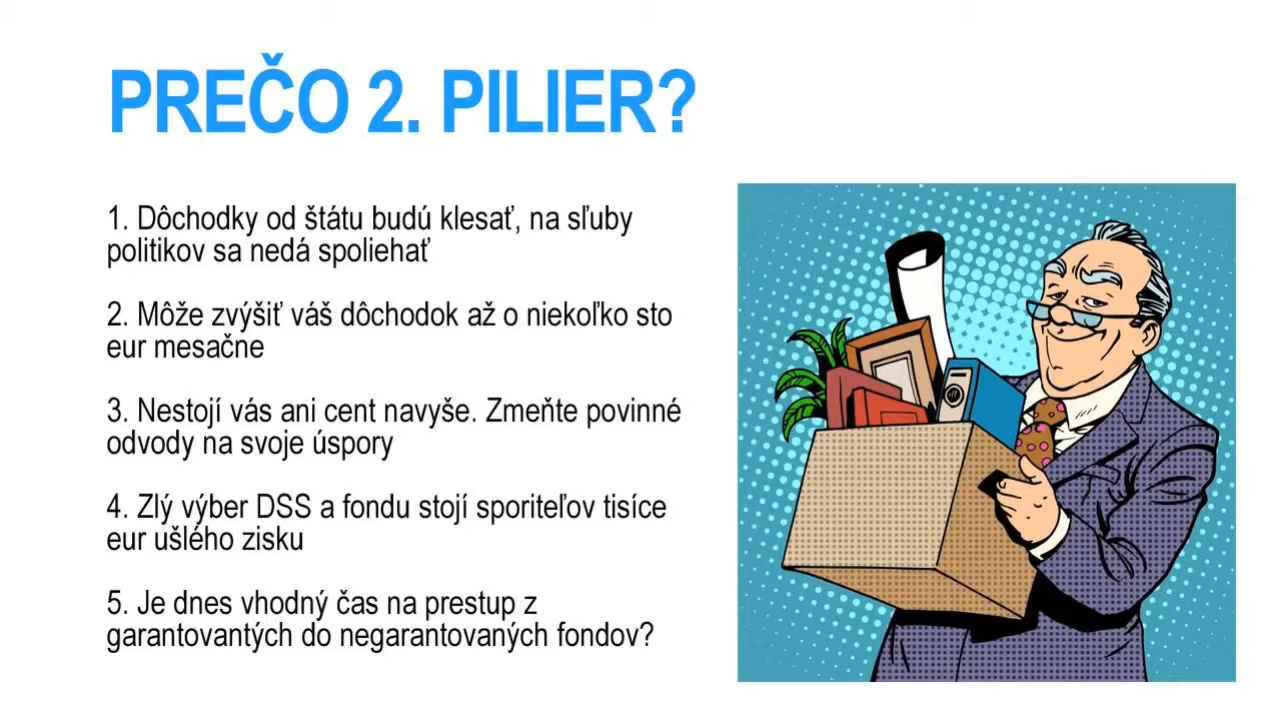 PREČO 2. PILIER?
1. Dôchodky od štátu budú klesať, na sľuby
politikov sa nedá spoliehať
2. Môže zvýšiť váš dôchodok až o niekoľko sto
eur mesačne
3. Nestojí vás ani cent navyše. Zmeňte povinné
odvody na svoje úspory
4. Zlý výber DSS a fondu stojí sporiteľov tisíce
eur ušlého zisku
5. Je dnes vhodný čas na prestup z
garantovantých do negarantovaných fondov?